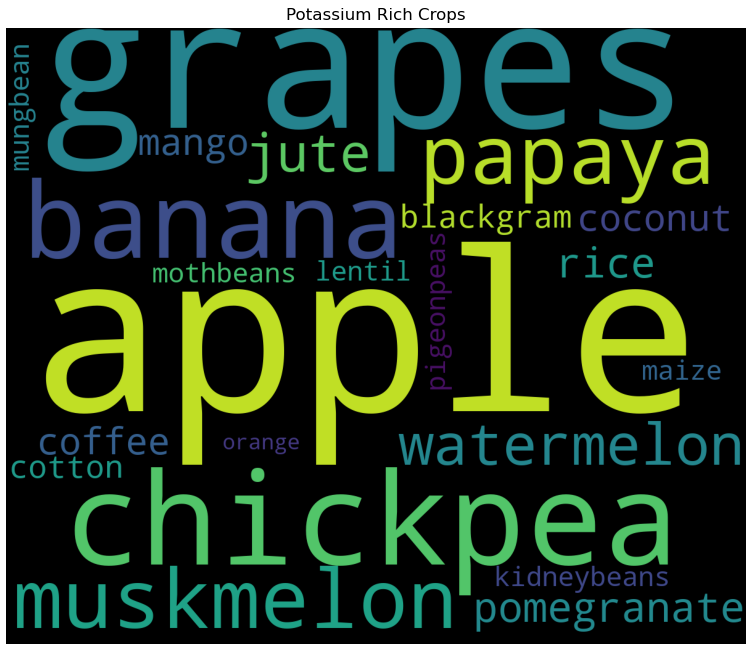 Potassium Rich Crops
grapes
mungbean
mango
jute
papaya
banana
blackgram
coconut
mothbeans
lentil
pigeonpeas
rice
apple
maize
coffee
orange
watermelon
cotton
chickpea
muskmelon
kidneybeans
pomegranate